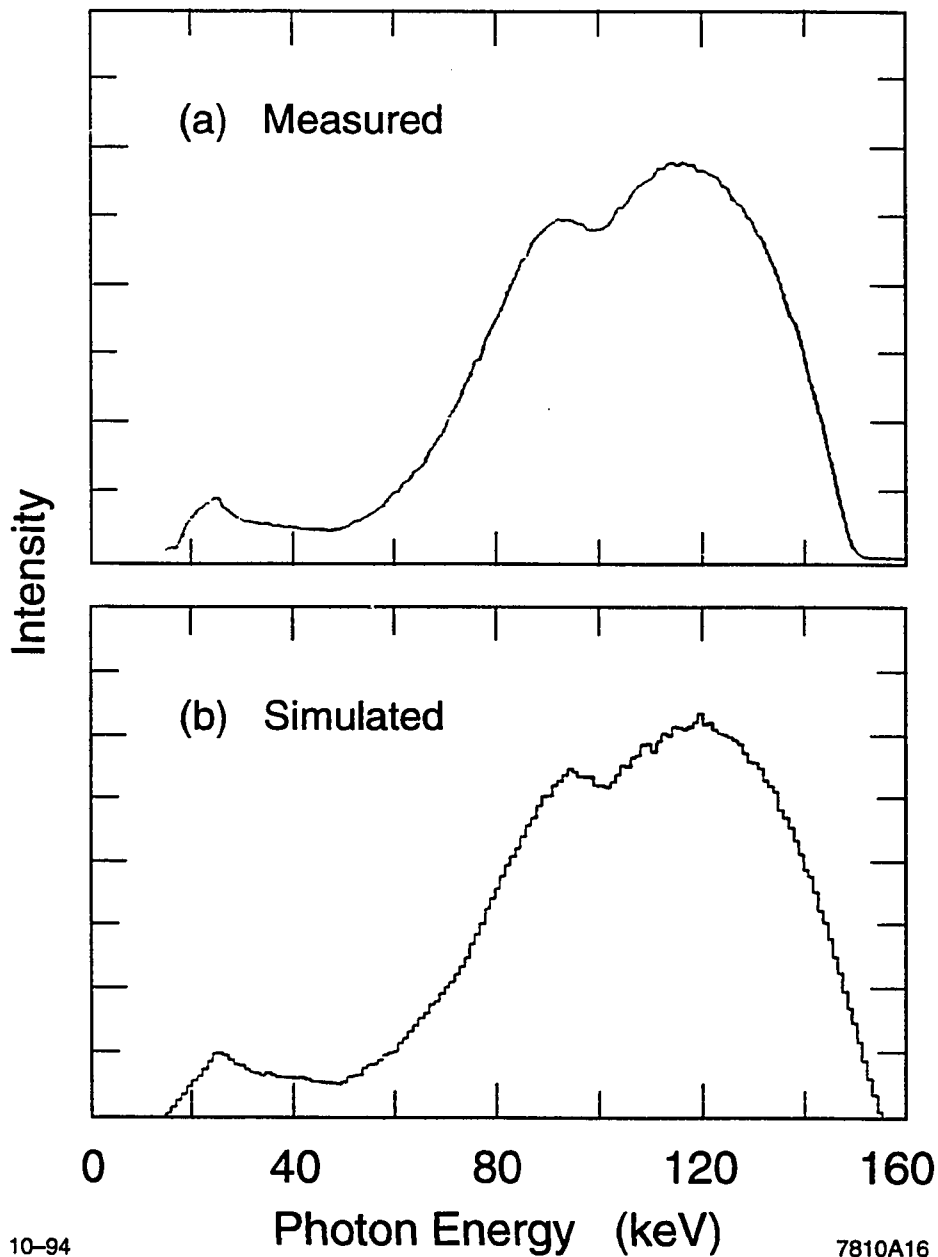 (a) Measured
Intensity
(b) Simulated
0 40 80 120 160
Photon Energy (keV)
10–94 7810A16